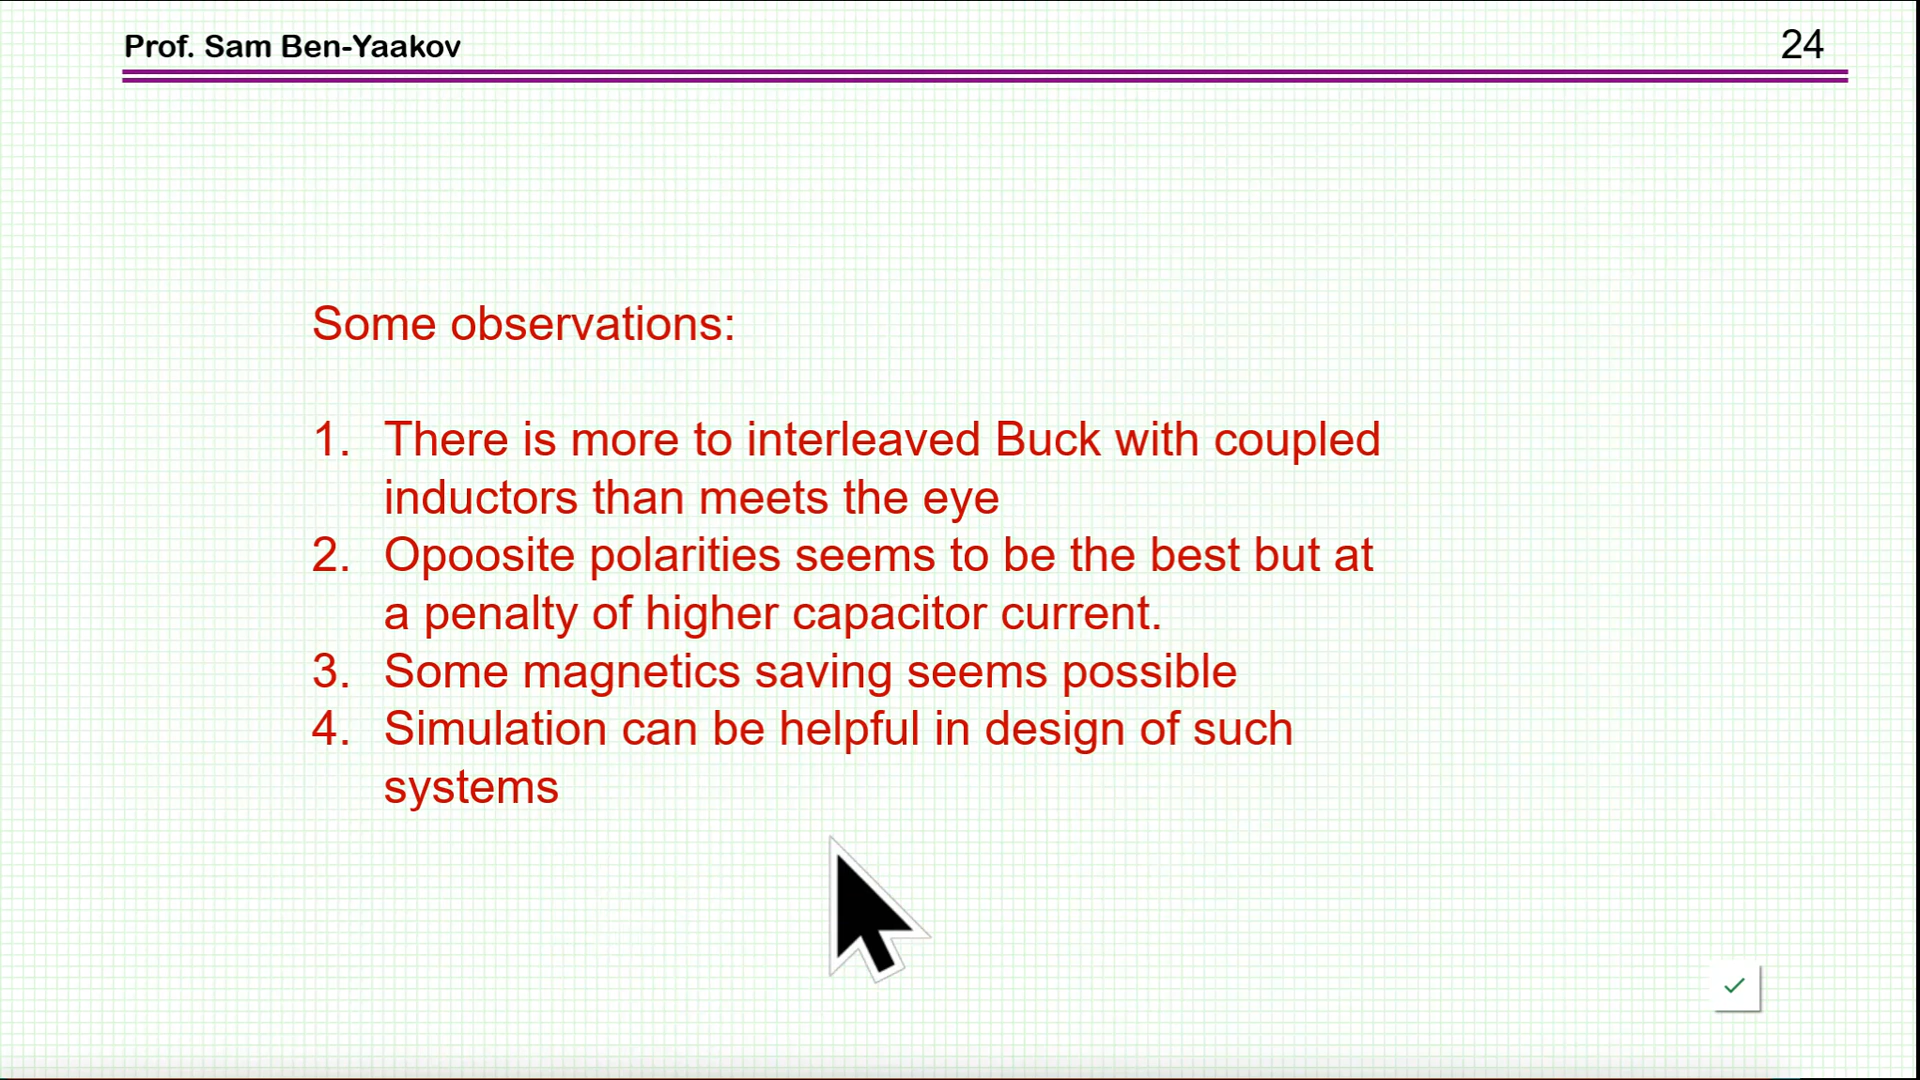 Prof. Sam Ben-Yaakov
24
Some observations:
1. There is more to interleaved Buck with coupled
inductors than meets the eye
2. Opoosite polarities seems to be the best but at
a penalty of higher capacitor current.
3. Some magnetics saving seems possible
4. Simulation can be helpful in design of such
systems